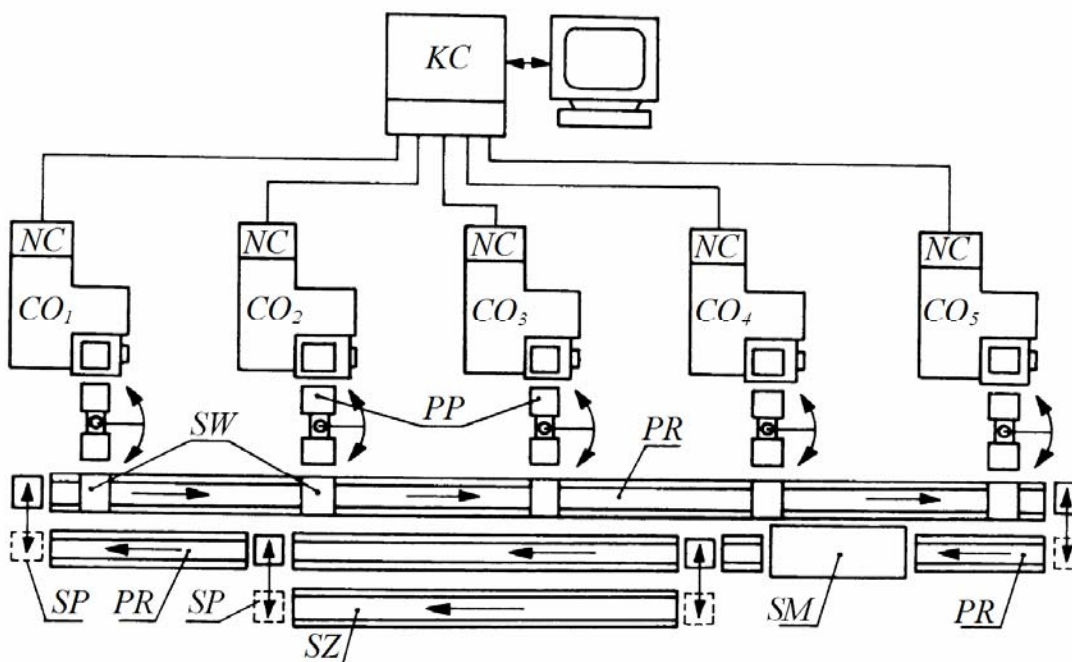 KC
NC NC NC NC NC
CO₁ CO₂ CO₃ CO₄ CO₅
PP
SW PR
SP PR SP SM PR
SZ